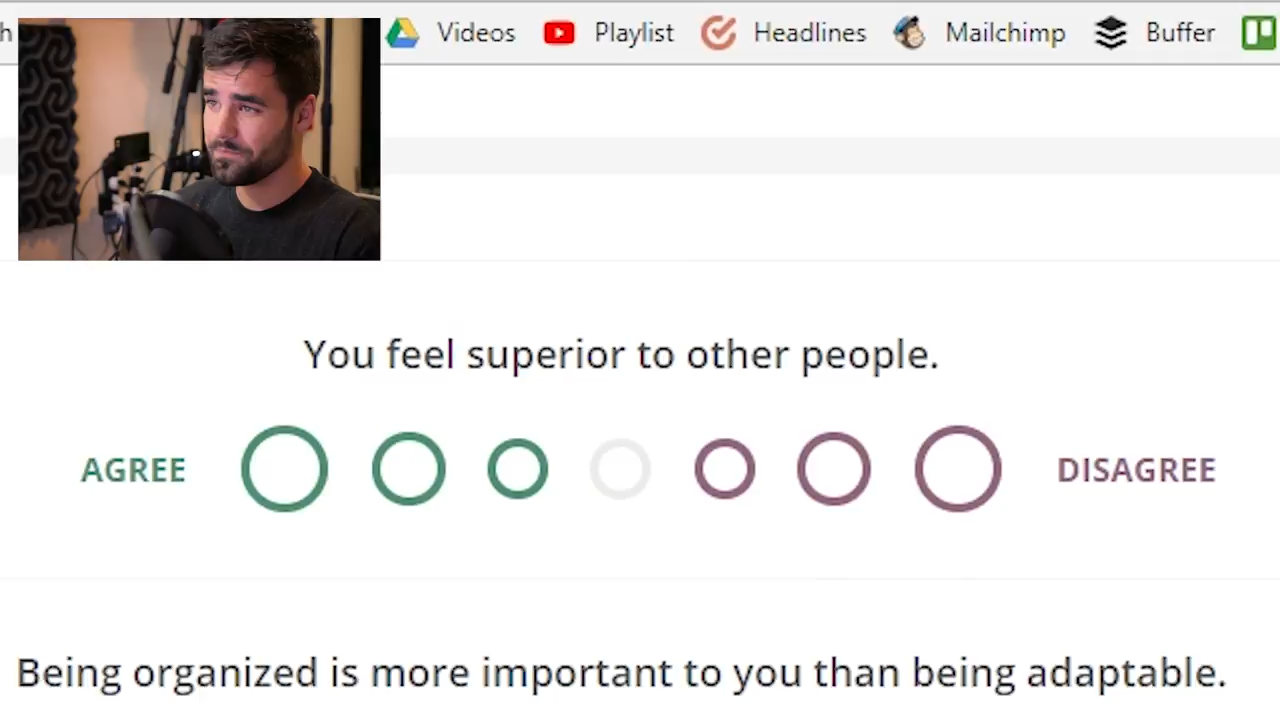 h Videos Playlist Headlines Mailchimp Buffer
You feel superior to other people.
AGREE DISAGREE
Being organized is more important to you than being adaptable.